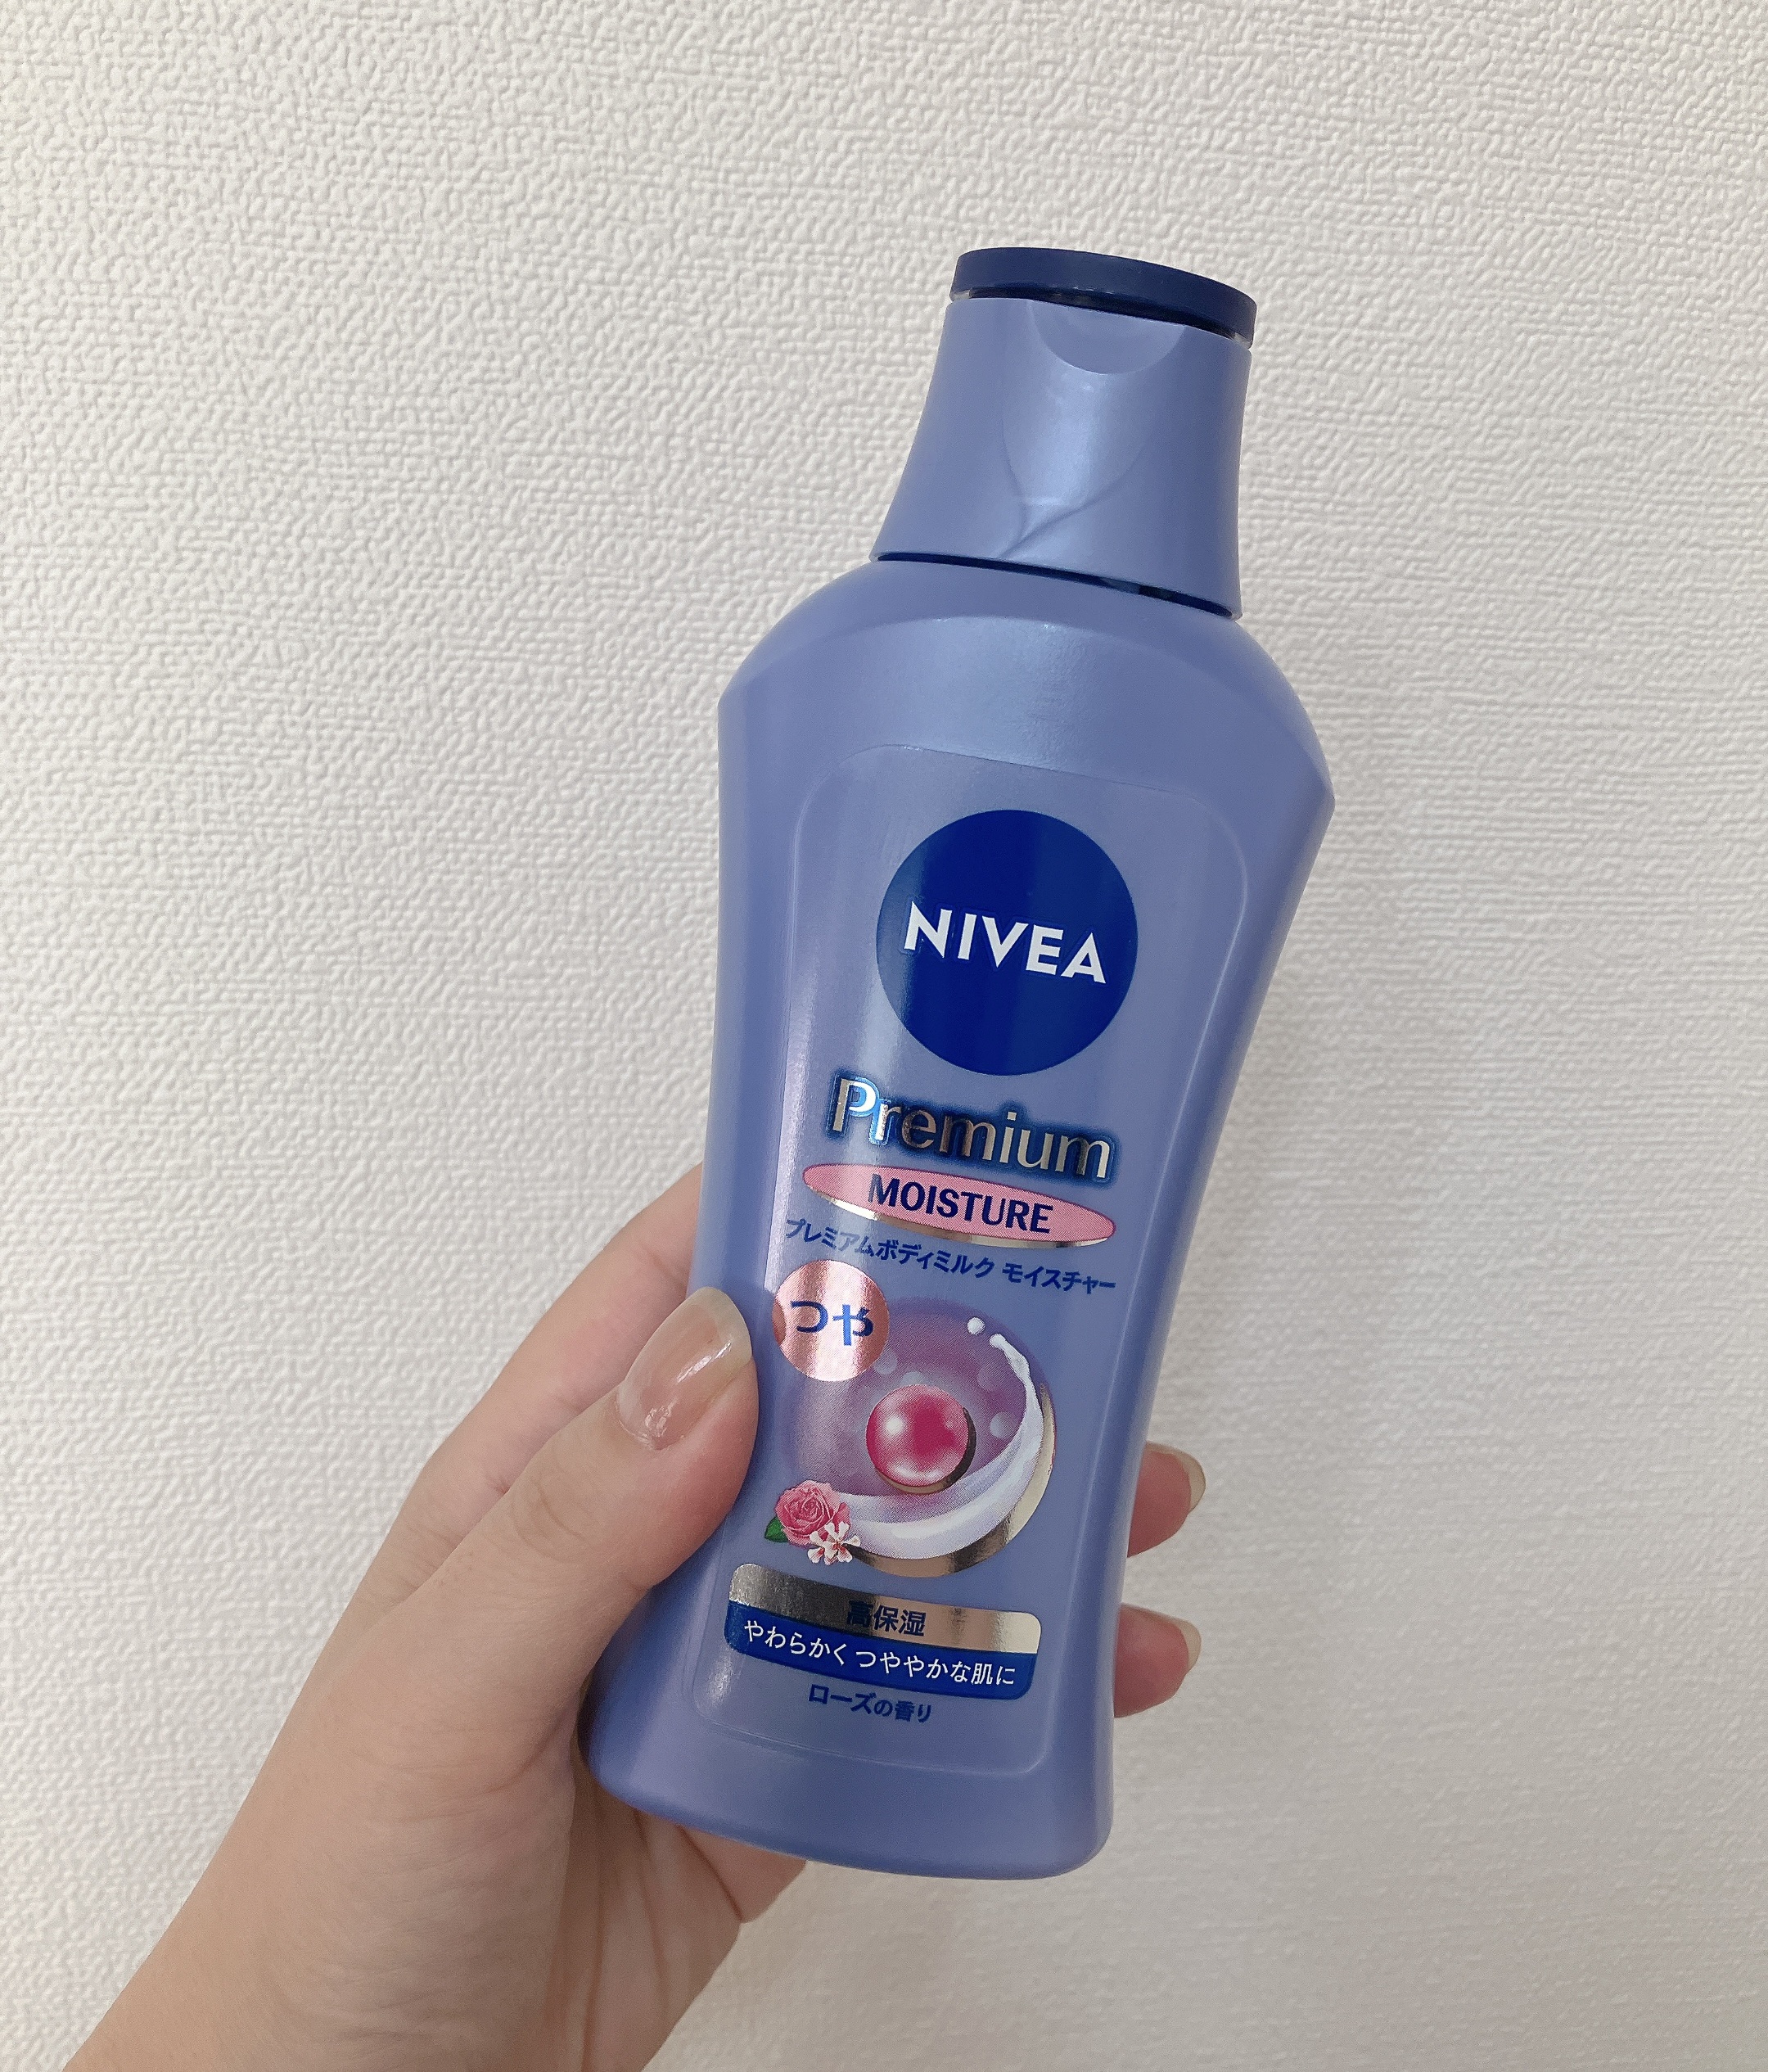 NIVEA
Premium
MOISTURE
プレミアムボディミルク モイスチャー
つや
高保湿
やわらかく つややかな肌に
ローズの香り